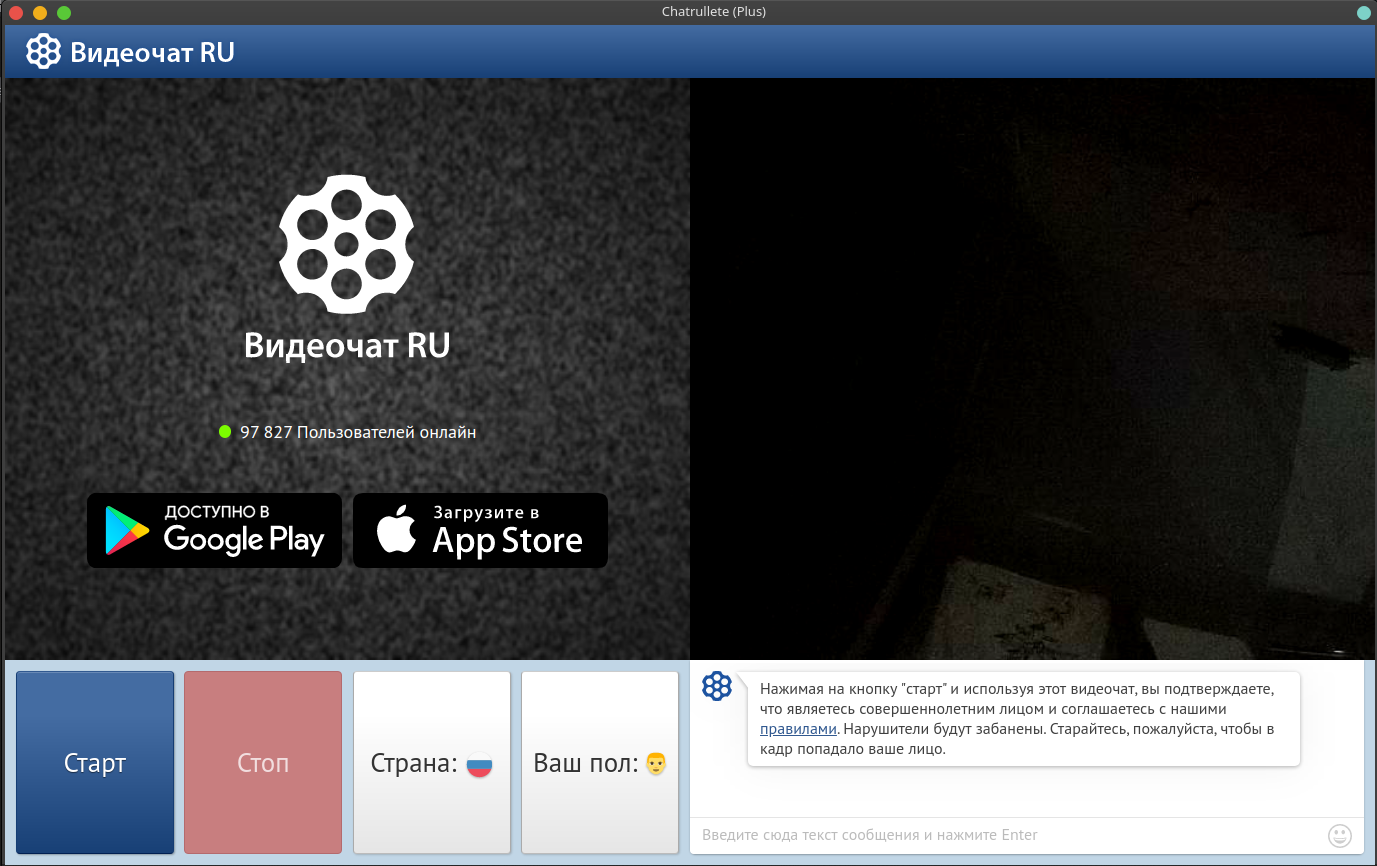 Chatrullete (Plus)
Видеочат RU
Видеочат RU
97 827 Пользователей онлайн
ДОСТУПНО В
Google Play
Загрузите в
App Store
Старт
Стоп
Страна:
Ваш пол:
Нажимая на кнопку "старт" и используя этот видеочат, вы подтверждаете,
что являетесь совершеннолетним лицом и соглашаетесь с нашими
правилами. Нарушители будут забанены. Старайтесь, пожалуйста, чтобы в
кадр попадало ваше лицо.
Введите сюда текст сообщения и нажмите Enter